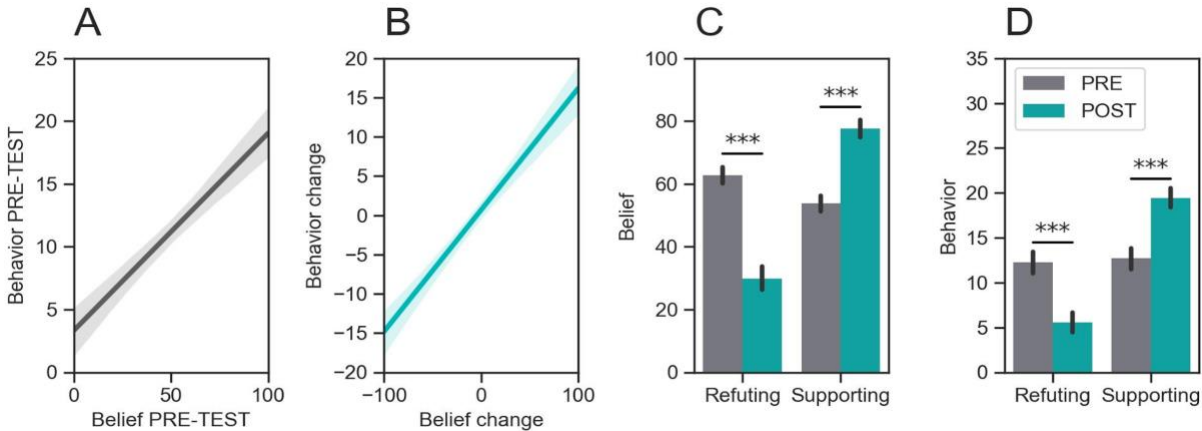 A
Behavior PRE-TEST
25
20
15
10
5
0
0 50 100
Belief PRE-TEST
B
Behavior change
20
15
10
5
0
−5
−10
−15
−20
−100 0 100
Belief change
C
Belief
100
80
60
40
20
0
***
***
Refuting Supporting
D
Behavior
35
30
25
20
15
10
5
0
PRE
POST
***
***
Refuting Supporting